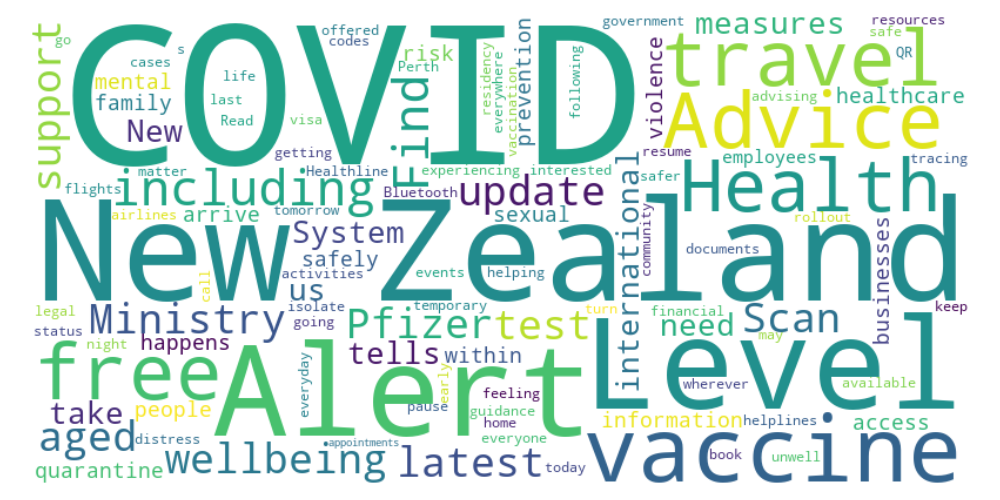 COVID
New Zealand
Alert
Level
vaccine
travel
Advice
Health
free
including
Find
update
Ministry
Pfizer
test
wellbeing
latest
aged
Scan
support
measures
international
System
us
safely
need
tells
within
take
people
New
family
mental
risk
prevention
violence
healthcare
businesses
employees
information
access
quarantine
happens
arrive
sexual
government
resources
safe
QR
offered
codes
go
s
cases
life
last
Read
visa
Perth
residency
everywhere
vaccination
following
advising
getting
matter
Healthline
experiencing
interested
Bluetooth
resume
safer
tracing
flights
airlines
tomorrow
activities
events
helping
community
documents
rollout
legal
status
night
call
isolate
going
temporary
turn
financial
may
keep
everyday
early
pause
feeling
guidance
home
everyone
wherever
available
helplines
distress
•appointments
today
book
unwell